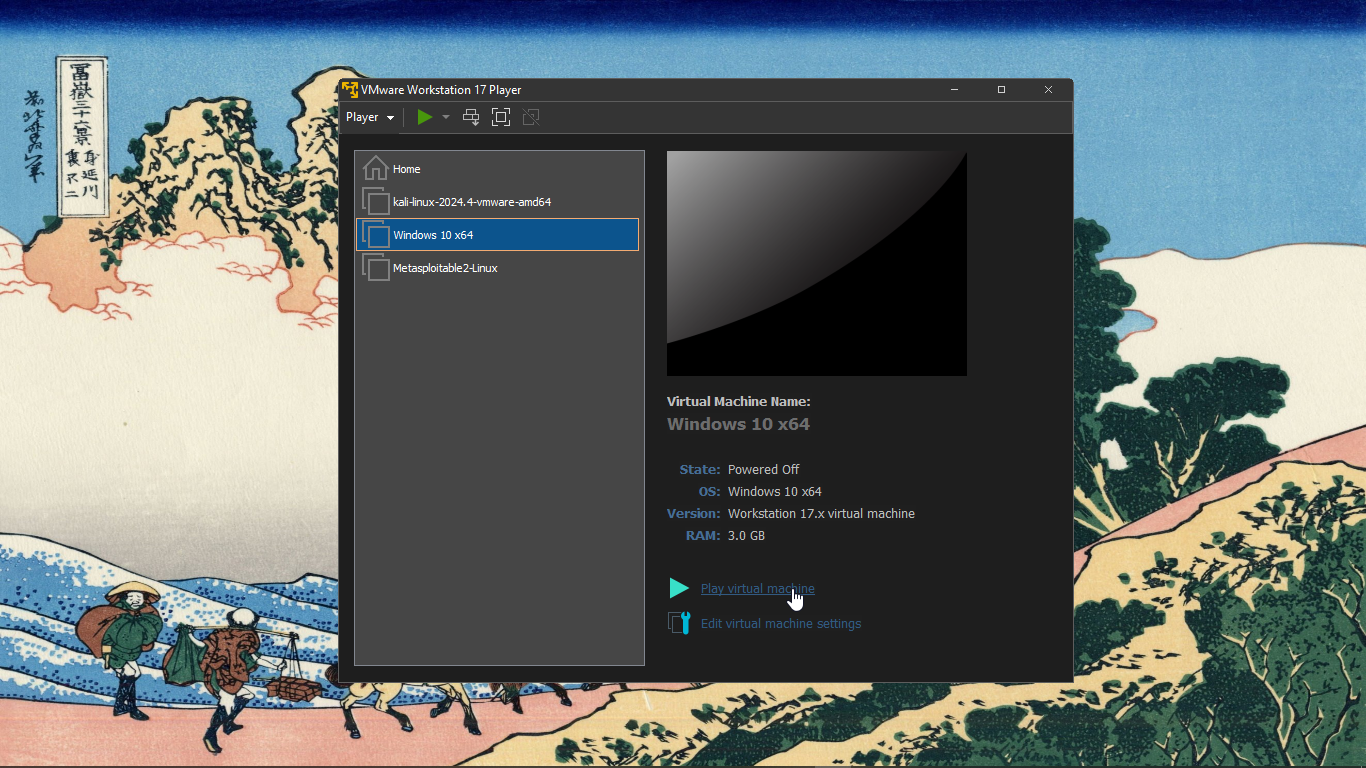 VMware Workstation 17 Player
Player
Home
kali-linux-2024.4-vmware-amd64
Windows 10 x64
Metasploitable2-Linux
Virtual Machine Name:
Windows 10 x64
State: Powered Off
OS: Windows 10 x64
Version: Workstation 17.x virtual machine
RAM: 3.0 GB
Play virtual machine
Edit virtual machine settings
冨嶽三十六景
身延川
裏不二